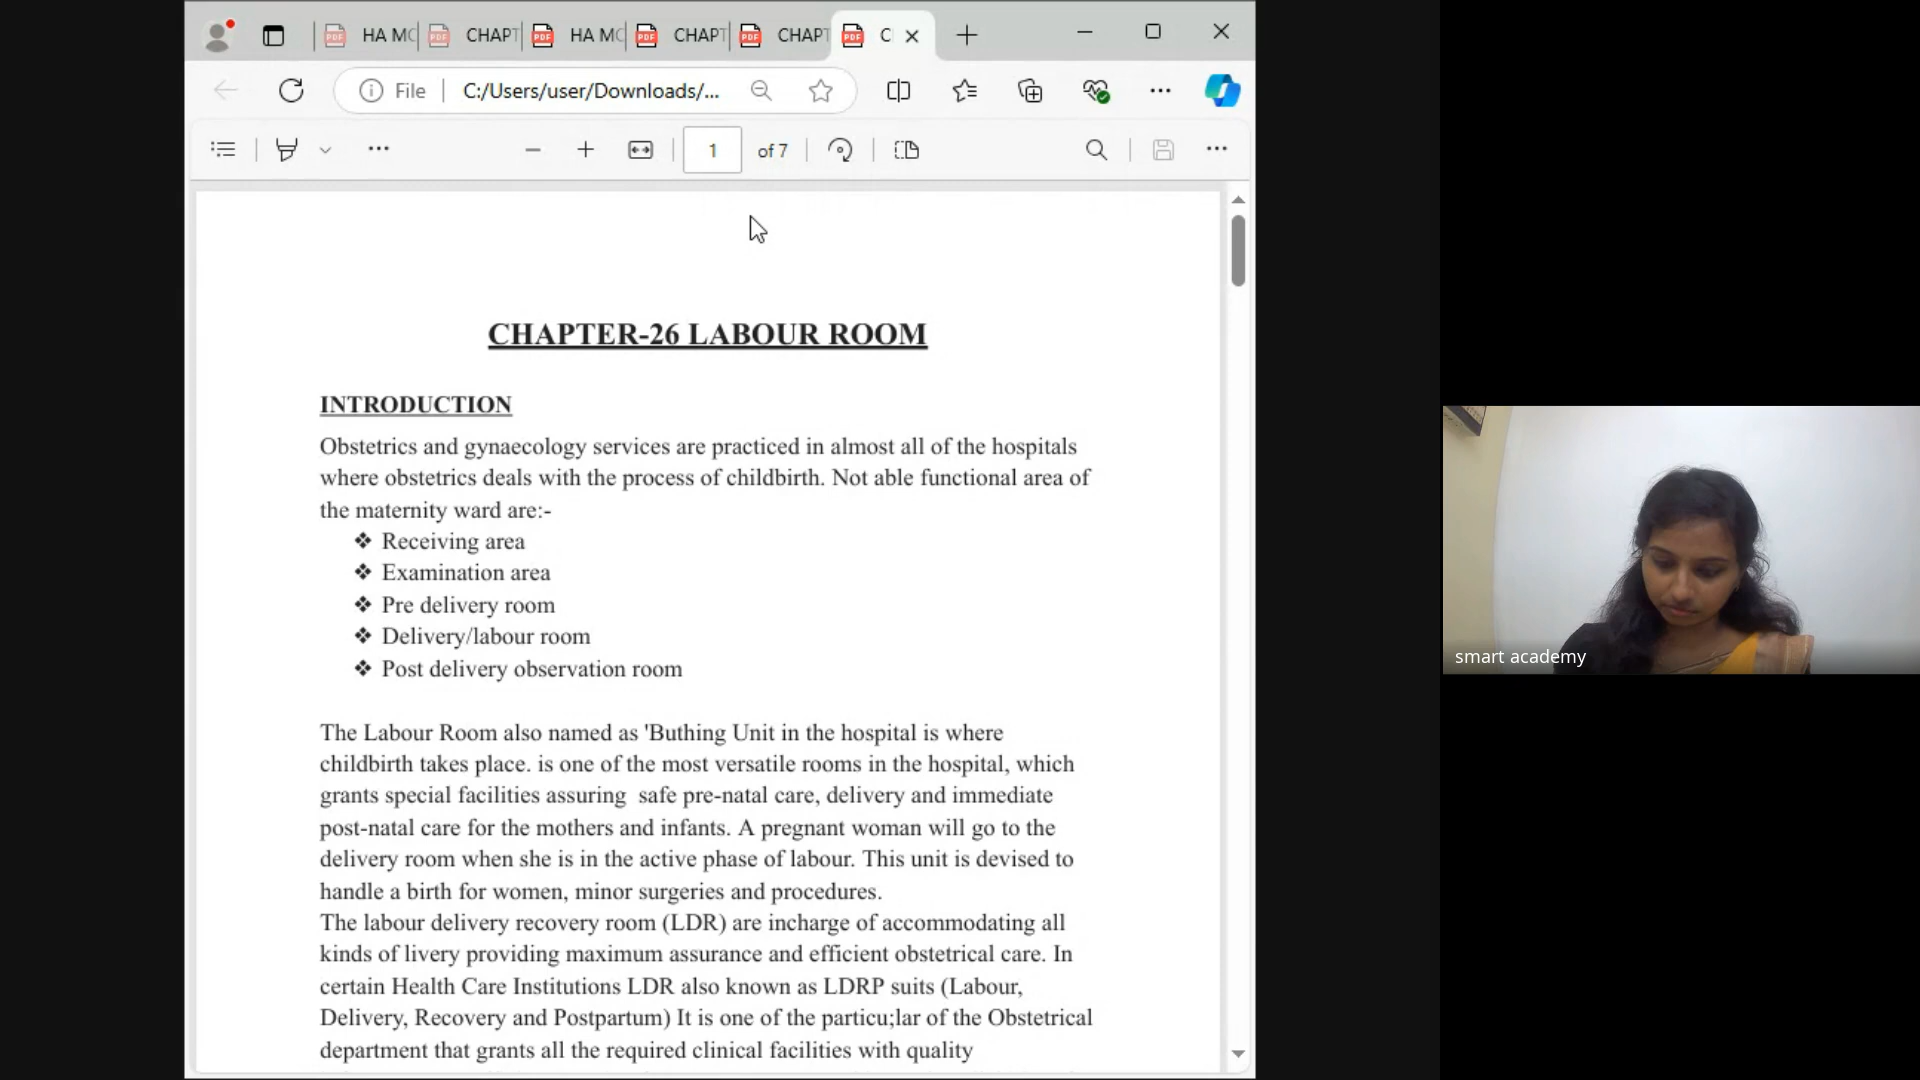 HA MC
CHAPT
HA MC
CHAPT
CHAPT
C
File
C:/Users/user/Downloads/...
1 of 7
CHAPTER-26 LABOUR ROOM
INTRODUCTION
Obstetrics and gynaecology services are practiced in almost all of the hospitals
where obstetrics deals with the process of childbirth. Not able functional area of
the maternity ward are:-
❖ Receiving area
❖ Examination area
❖ Pre delivery room
❖ Delivery/labour room
❖ Post delivery observation room
The Labour Room also named as 'Buthing Unit in the hospital is where
childbirth takes place. is one of the most versatile rooms in the hospital, which
grants special facilities assuring  safe pre-natal care, delivery and immediate
post-natal care for the mothers and infants. A pregnant woman will go to the
delivery room when she is in the active phase of labour. This unit is devised to
handle a birth for women, minor surgeries and procedures.
The labour delivery recovery room (LDR) are incharge of accommodating all
kinds of livery providing maximum assurance and efficient obstetrical care. In
certain Health Care Institutions LDR also known as LDRP suits (Labour,
Delivery, Recovery and Postpartum) It is one of the particu;lar of the Obstetrical
department that grants all the required clinical facilities with quality
smart academy